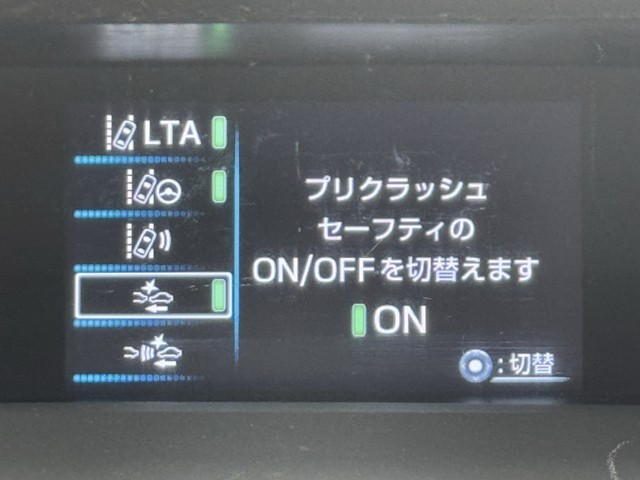 LTA
プリクラッシュ
セーフティの
ON/OFFを切替えます
ON
:切替